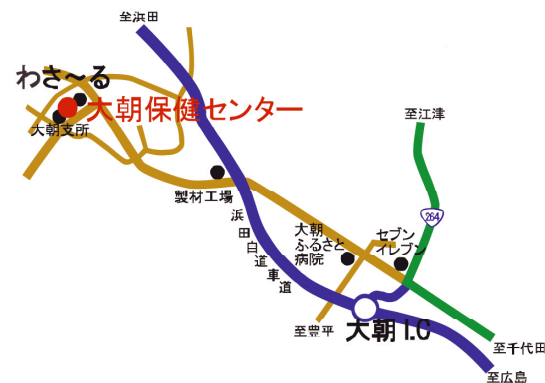 至浜田
わさ～る
大朝保健センター
大朝支所
至江津
製材工場
264
浜田自道車道
大朝
ふるさと
病院
セブン
イレブン
至豊平
大朝I.C
至千代田
至広島